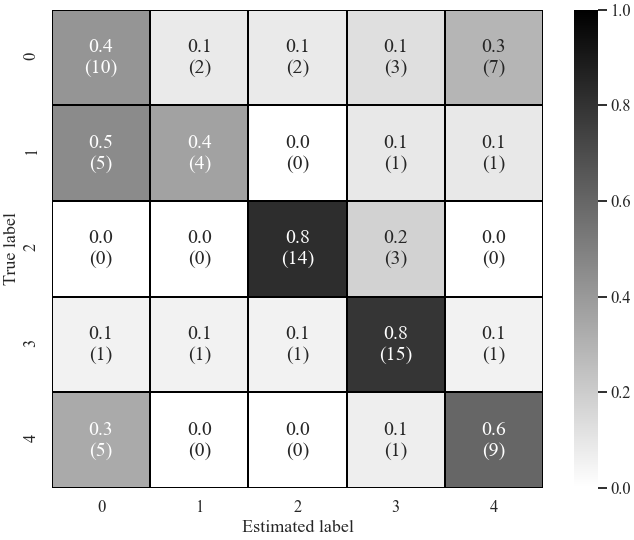 0.4 0.1 0.1 0.1 0.3 1.0
(10) (2) (2) (3) (7)
0
0.8
0.5 0.4 0.0 0.1 0.1
(5) (4) (0) (1) (1)
1
0.6
True label
0.0 0.0 0.8 0.2 0.0
(0) (0) (14) (3) (0)
2
0.4
0.1 0.1 0.1 0.8 0.1
(1) (1) (1) (15) (1)
3
0.2
0.3 0.0 0.0 0.1 0.6
(5) (0) (0) (1) (9)
4
0.0
0 1 2 3 4
Estimated label